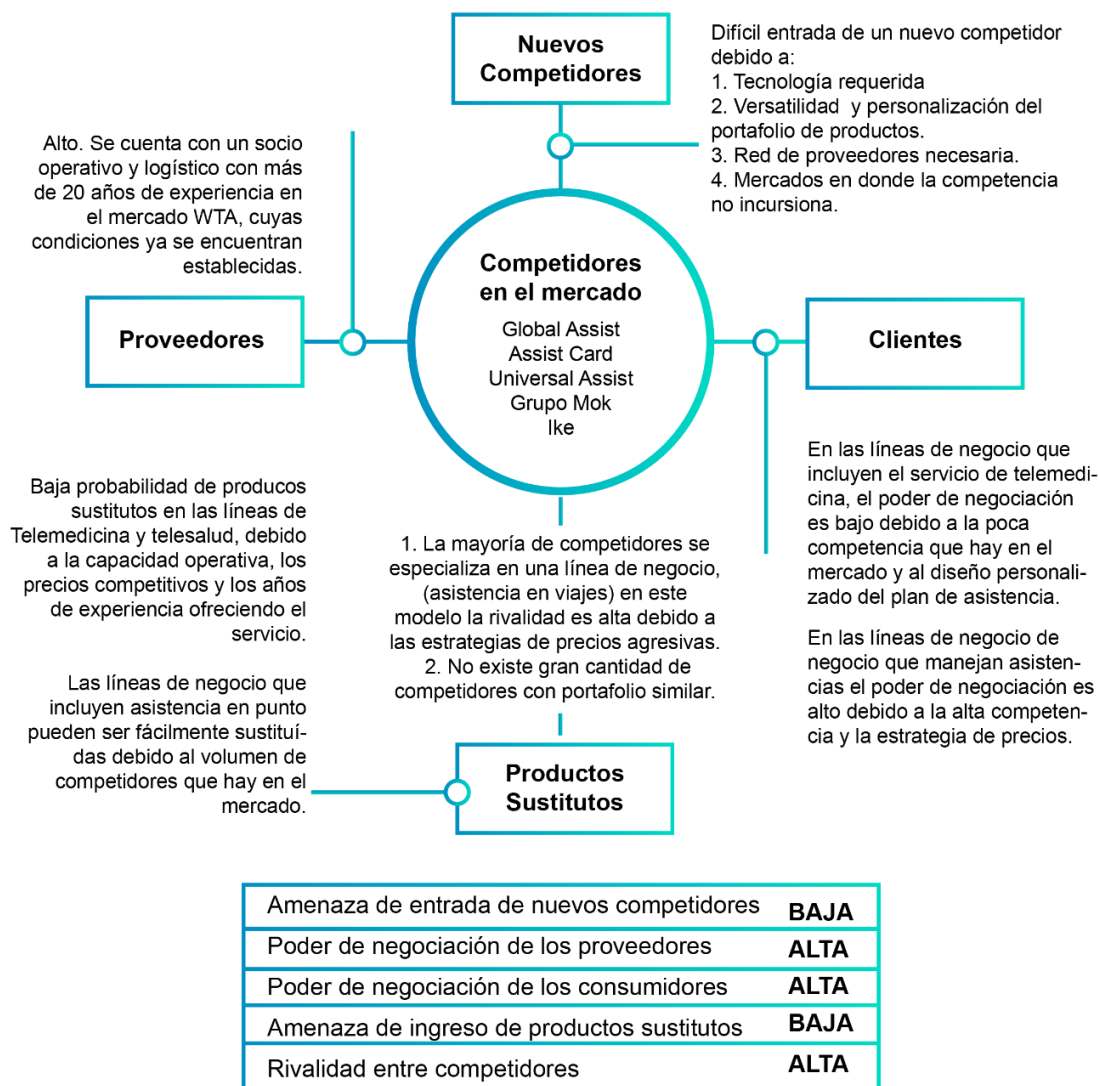 Nuevos
Competidores
Difícil entrada de un nuevo competidor
debido a:
1. Tecnología requerida
2. Versatilidad y personalización del
portafolio de productos.
3. Red de proveedores necesaria.
4. Mercados en donde la competencia
no incursiona.
Alto. Se cuenta con un socio
operativo y logístico con más
de 20 años de experiencia en
el mercado WTA, cuyas
condiciones ya se encuentran
establecidas.
Proveedores
Competidores
en el mercado
Global Assist
Assist Card
Universal Assist
Grupo Mok
Ike
Clientes
En las líneas de negocio que
incluyen el servicio de telemedi-
cina, el poder de negociación
es bajo debido a la poca
competencia que hay en el
mercado y al diseño personali-
zado del plan de asistencia.
En las líneas de negocio de
negocio que manejan asisten-
cias el poder de negociación es
alto debido a la alta competen-
cia y la estrategia de precios.
Baja probabilidad de producos
sustitutos en las líneas de
Telemedicina y telesalud, debido
a la capacidad operativa, los
precios competitivos y los años
de experiencia ofreciendo el
servicio.
Las líneas de negocio que
incluyen asistencia en punto
pueden ser fácilmente sustituí-
das debido al volumen de
competidores que hay en el
mercado.
1. La mayoría de competidores se
especializa en una línea de negocio,
(asistencia en viajes) en este
modelo la rivalidad es alta debido a
las estrategias de precios agresivas.
2. No existe gran cantidad de
competidores con portafolio similar.
Productos
Sustitutos
Amenaza de entrada de nuevos competidores BAJA
Poder de negociación de los proveedores ALTA
Poder de negociación de los consumidores ALTA
Amenaza de ingreso de productos sustitutos BAJA
Rivalidad entre competidores ALTA